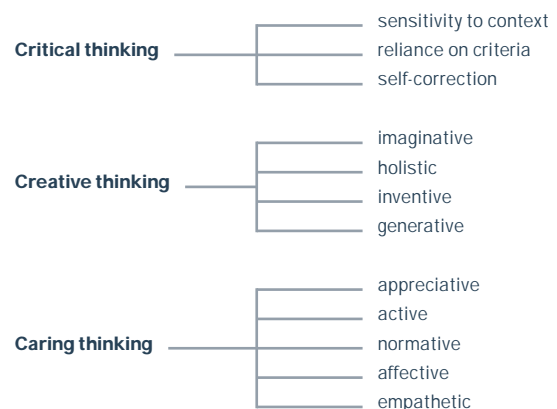 Critical thinking
sensitivity to context
reliance on criteria
self-correction
Creative thinking
imaginative
holistic
inventive
generative
Caring thinking
appreciative
active
normative
affective
empathetic